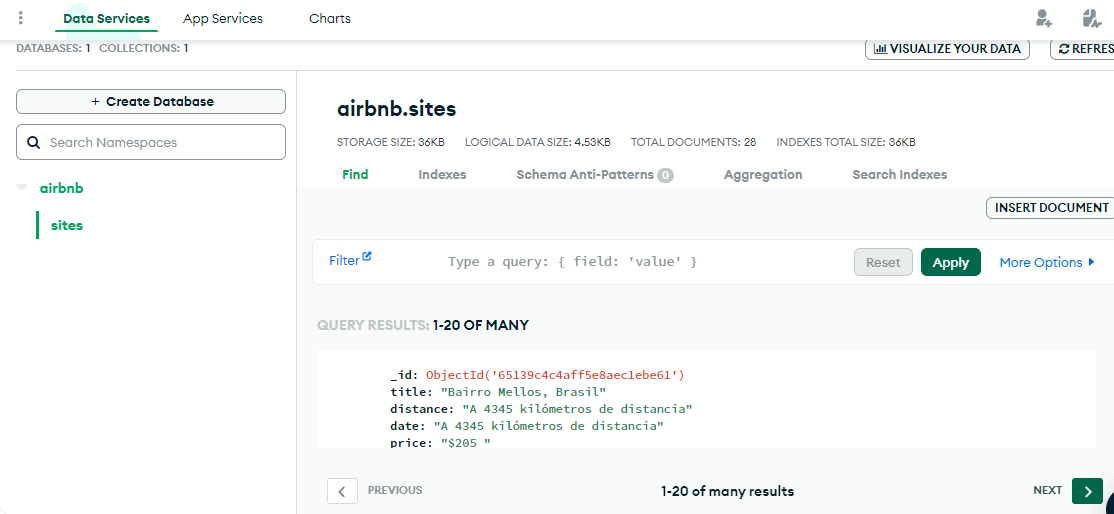 Data Services App Services Charts
DATABASES: 1 COLLECTIONS: 1
VISUALIZE YOUR DATA
REFRES
+ Create Database
Search Namespaces
airbnb
sites
airbnb.sites
STORAGE SIZE: 36KB LOGICAL DATA SIZE: 4.53KB TOTAL DOCUMENTS: 28 INDEXES TOTAL SIZE: 36KB
Find Indexes Schema Anti-Patterns 0 Aggregation Search Indexes
INSERT DOCUMENT
Filter Type a query: { field: 'value' } Reset Apply More Options
QUERY RESULTS: 1-20 OF MANY
_id: ObjectId('65139c4c4aff5e8aec1ebe61')
title: "Bairro Mellos, Brasil"
distance: "A 4345 kilómetros de distancia"
date: "A 4345 kilómetros de distancia"
price: "$205 "
PREVIOUS 1-20 of many results NEXT